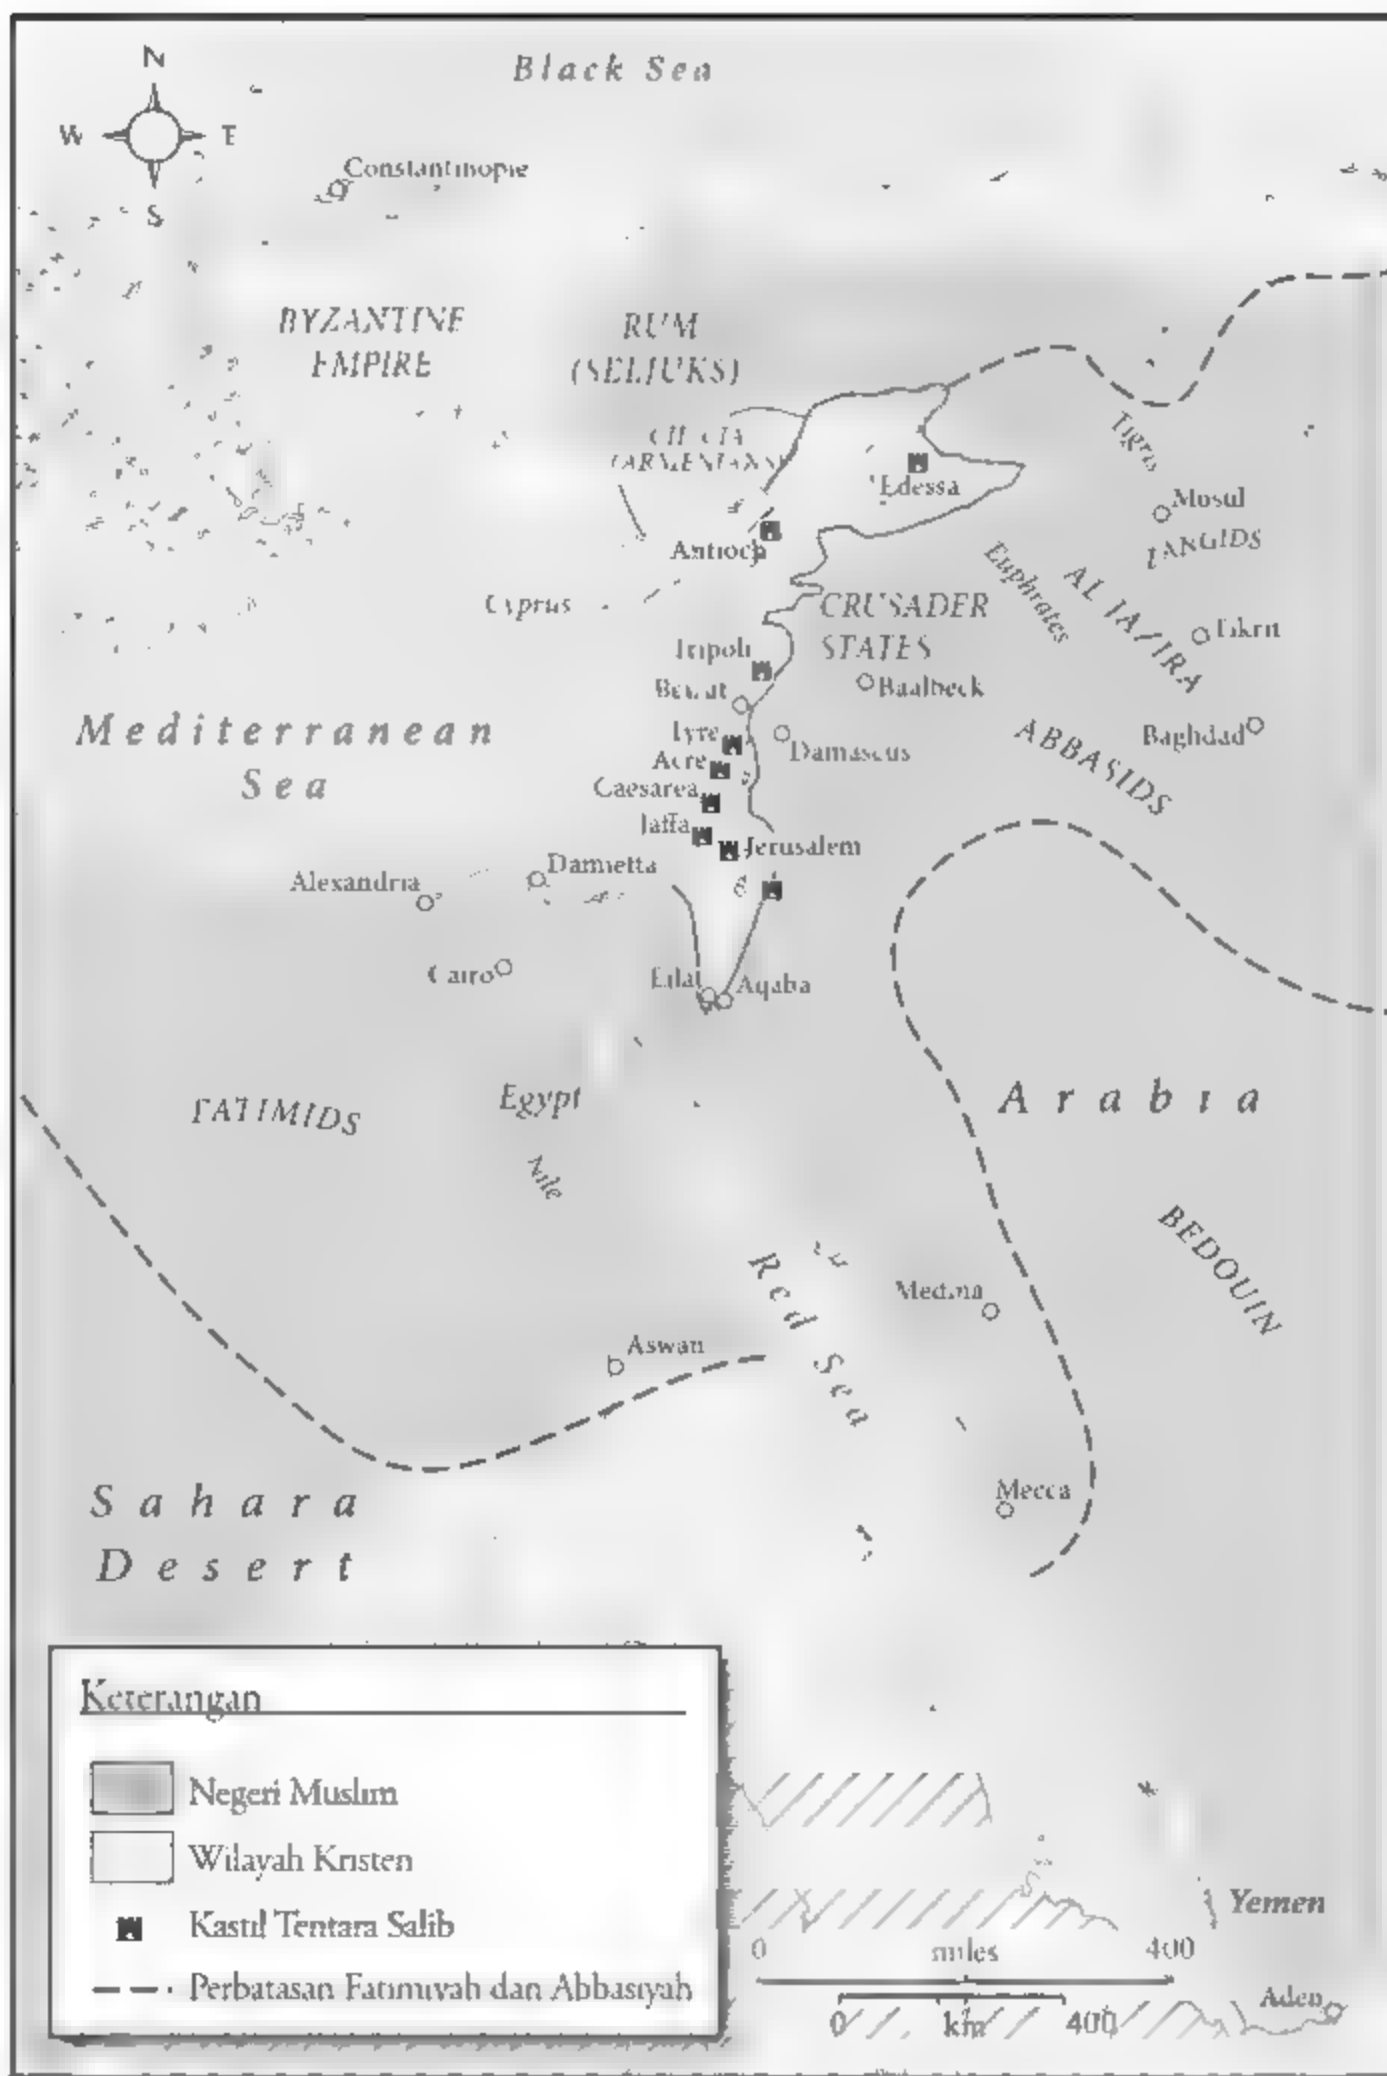 N
Black Sea
W
E
S
Constantinople
BYZANTINE
EMPIRE
RUM
(SELJUKS)
CILICIA
(ARMENIANS)
Tigris
Edessa
Mosul
ZANGIDS
Antioch
Euphrates
AL JAZIRA
Cyprus
CRUSADER
STATES
Tikrit
Tripoli
Baalbeck
Beirut
Mediterranean
Sea
Tyre
Damascus
ABBASIDS
Baghdad
Acre
Caesarea
Jaffa
Jerusalem
Damietta
Alexandria
Cairo
Eilat
Aqaba
FATIMIDS
Egypt
Arabia
Nile
BEDOUIN
Red Sea
Medina
Aswan
Mecca
Sahara
Desert
Keterangan
Negeri Muslim
Wilayah Kristen
Kastil Tentara Salib
Perbatasan Fatimiyah dan Abbasiyah
Yemen
0 miles 400
0 km 400
Aden